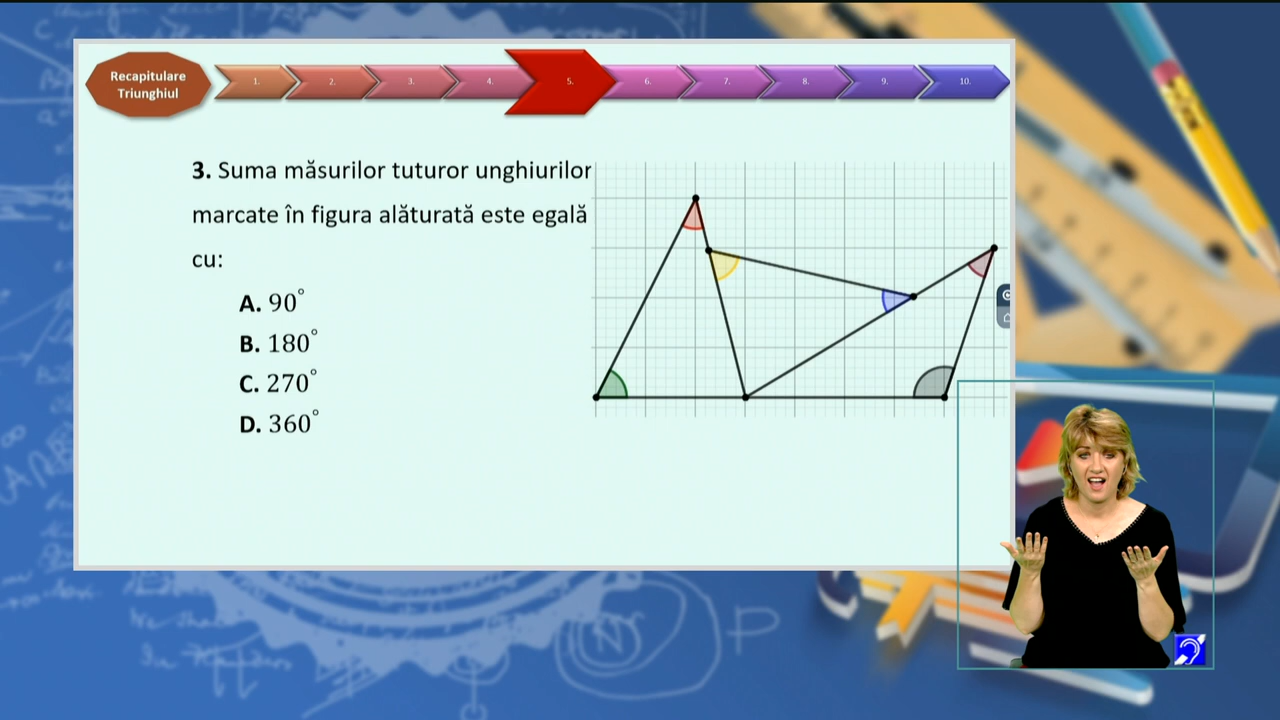 Recapitulare
Triunghiul
1.
2.
3.
4.
5.
6.
7.
8.
9.
10.
3. Suma măsurilor tuturor unghiurilor
marcate în figura alăturată este egală
cu:
A. 90°
B. 180°
C. 270°
D. 360°
N
P